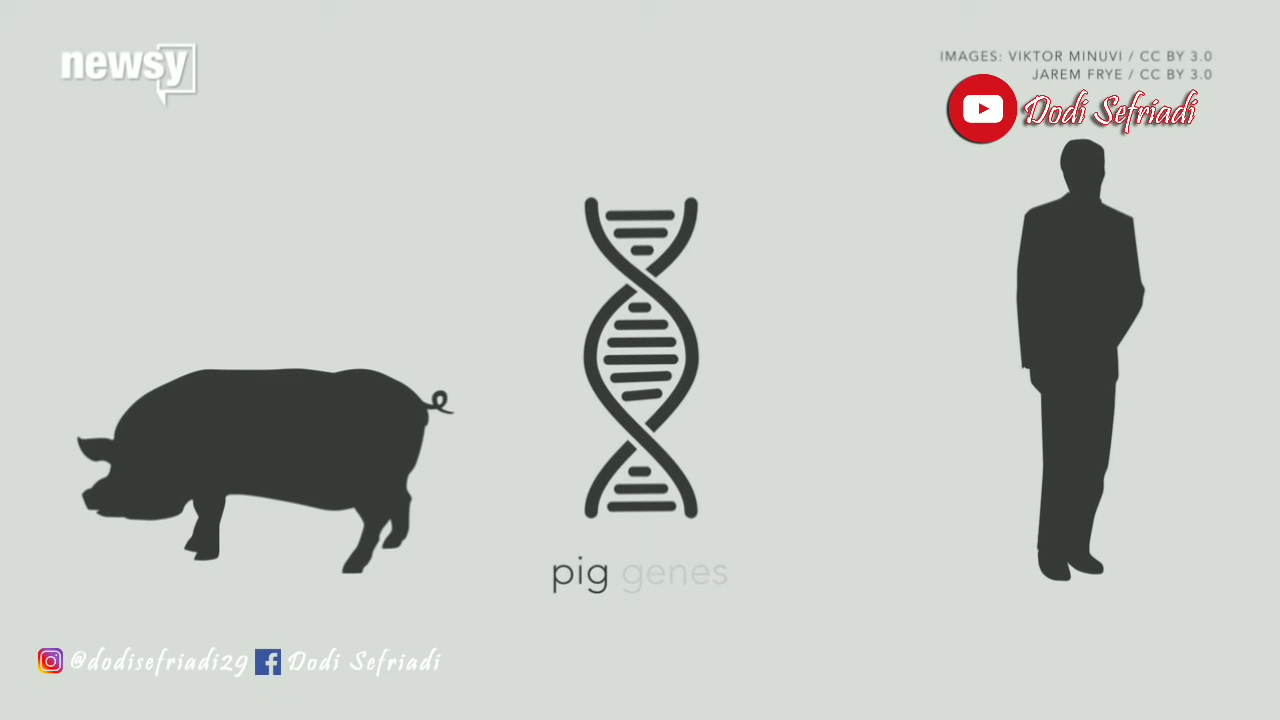 newsy
IMAGES: VIKTOR MINUVI / CC BY 3.0
JAREM FRYE / CC BY 3.0
Dodi Sefriadi
pig genes
@dodisefriadi29 Dodi Sefriadi